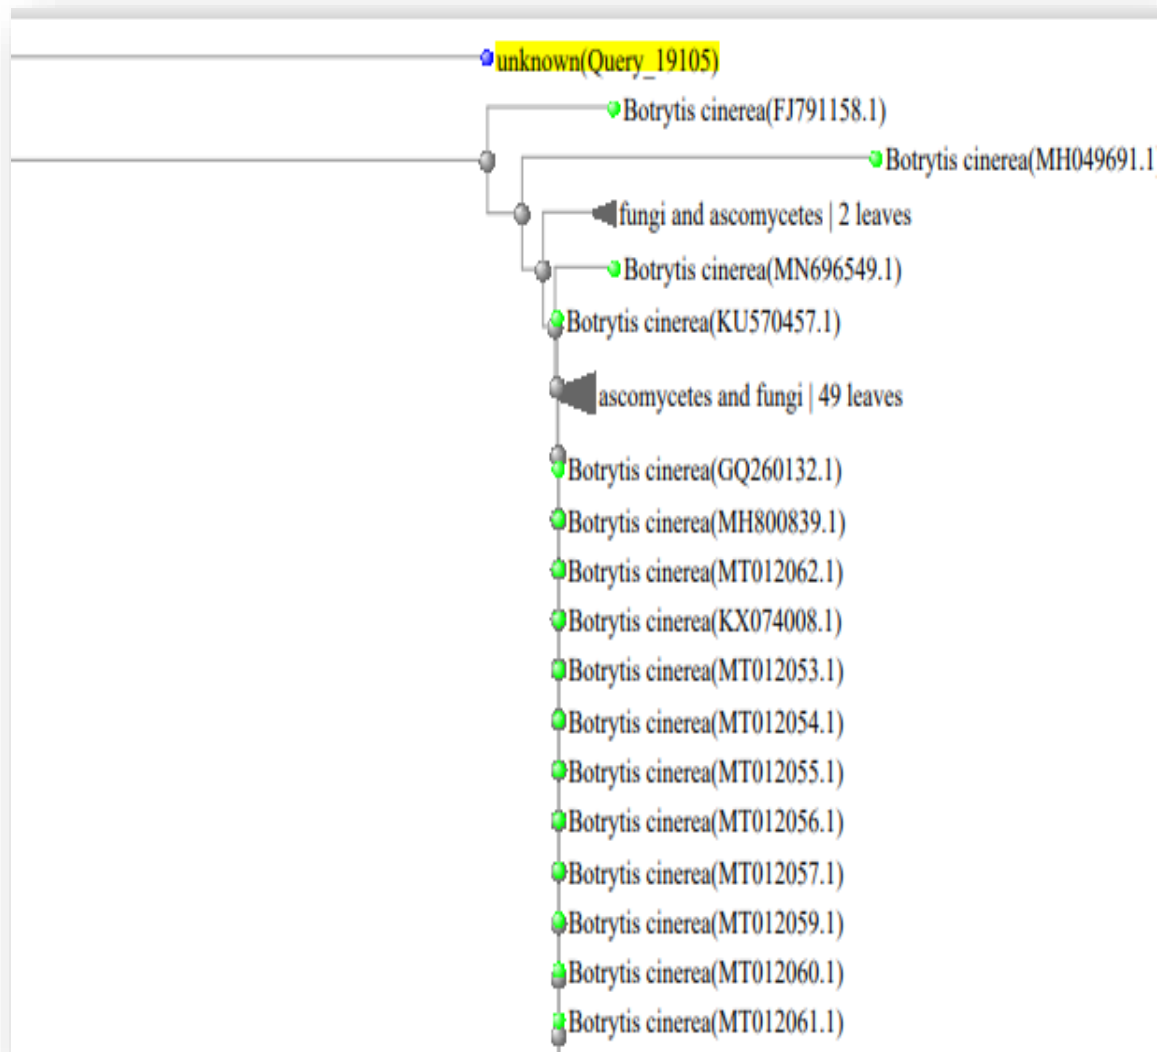 unknown(Query_19105)
Botrytis cinerea(FJ791158.1)
Botrytis cinerea(MH049691.1)
fungi and ascomycetes | 2 leaves
Botrytis cinerea(MN696549.1)
Botrytis cinerea(KU570457.1)
ascomycetes and fungi | 49 leaves
Botrytis cinerea(GQ260132.1)
Botrytis cinerea(MH800839.1)
Botrytis cinerea(MT012062.1)
Botrytis cinerea(KX074008.1)
Botrytis cinerea(MT012053.1)
Botrytis cinerea(MT012054.1)
Botrytis cinerea(MT012055.1)
Botrytis cinerea(MT012056.1)
Botrytis cinerea(MT012057.1)
Botrytis cinerea(MT012059.1)
Botrytis cinerea(MT012060.1)
Botrytis cinerea(MT012061.1)